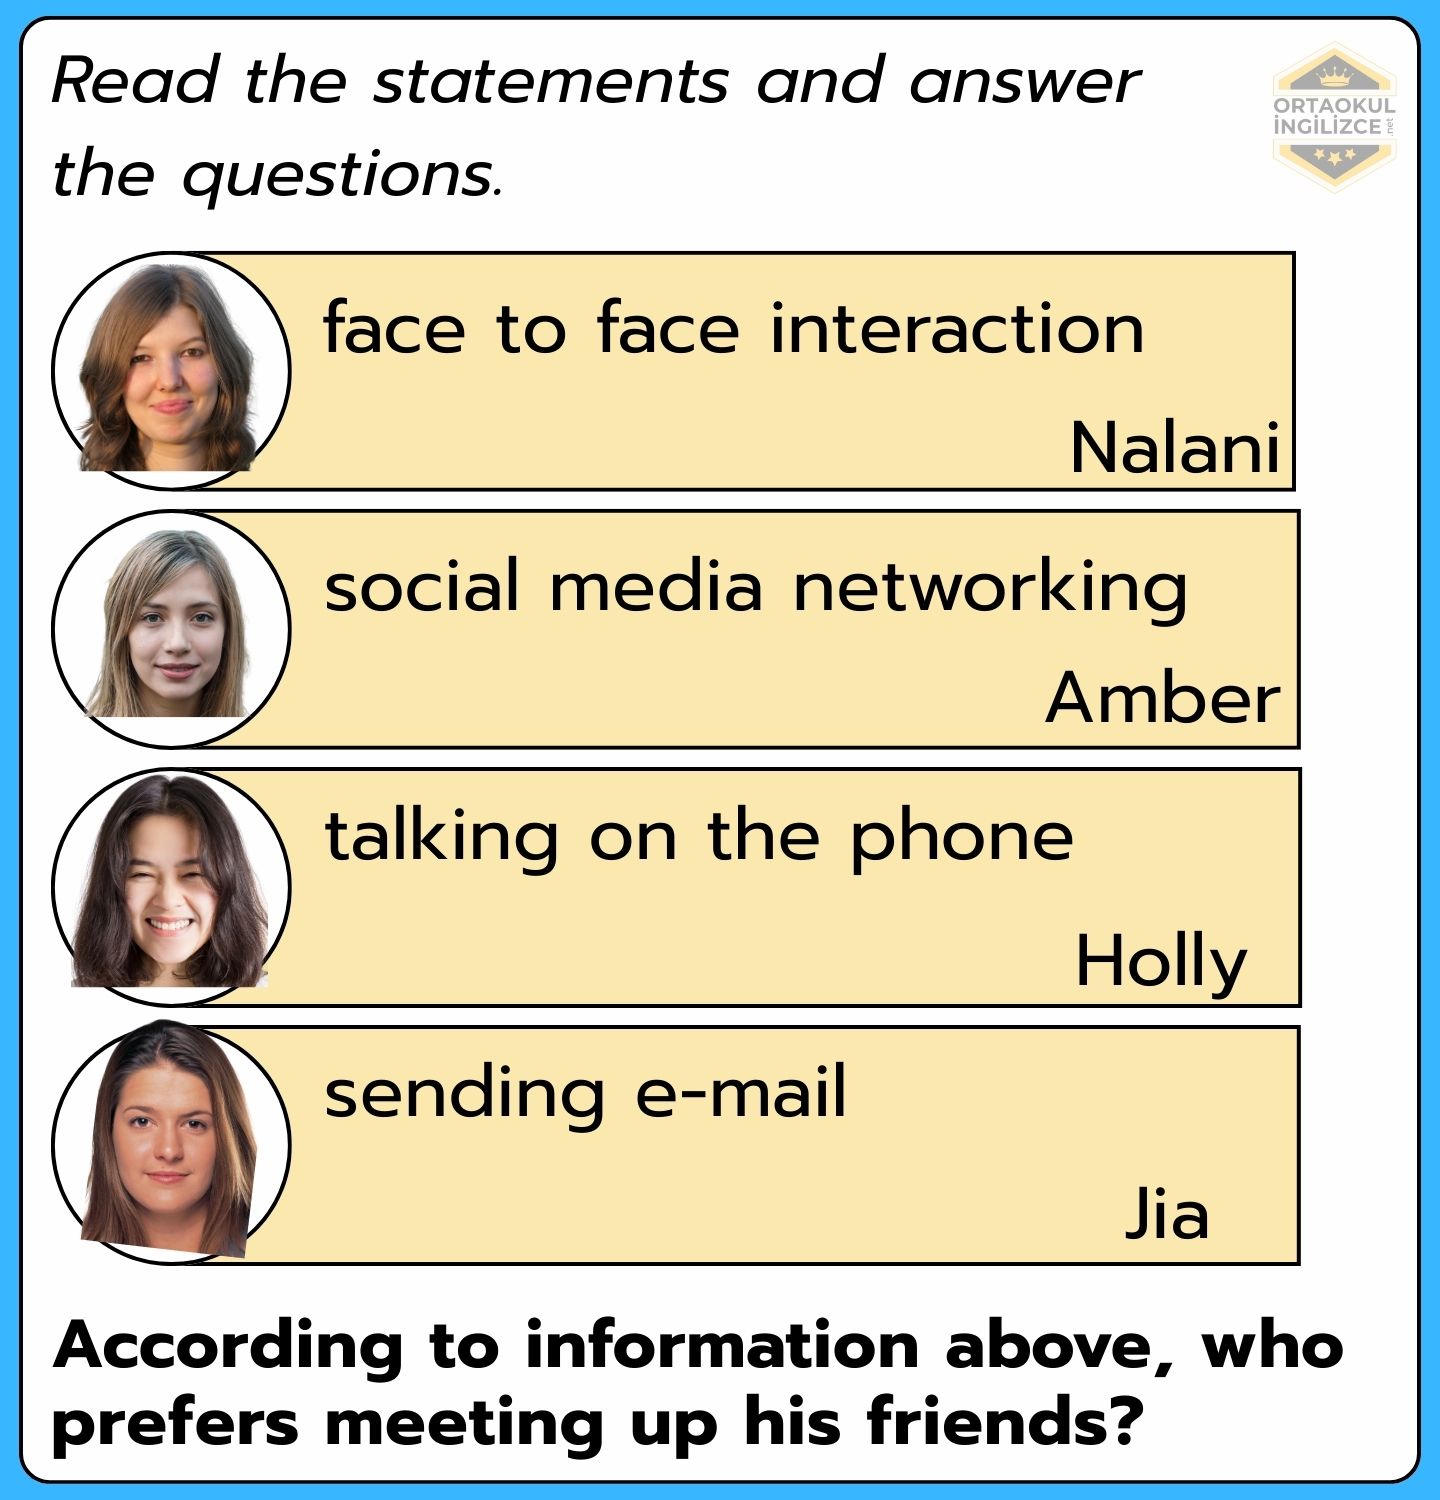 Read the statements and answer
the questions.
ORTAOKUL
İNGİLİZCE
.net
face to face interaction
Nalani
social media networking
Amber
talking on the phone
Holly
sending e-mail
Jia
According to information above, who
prefers meeting up his friends?